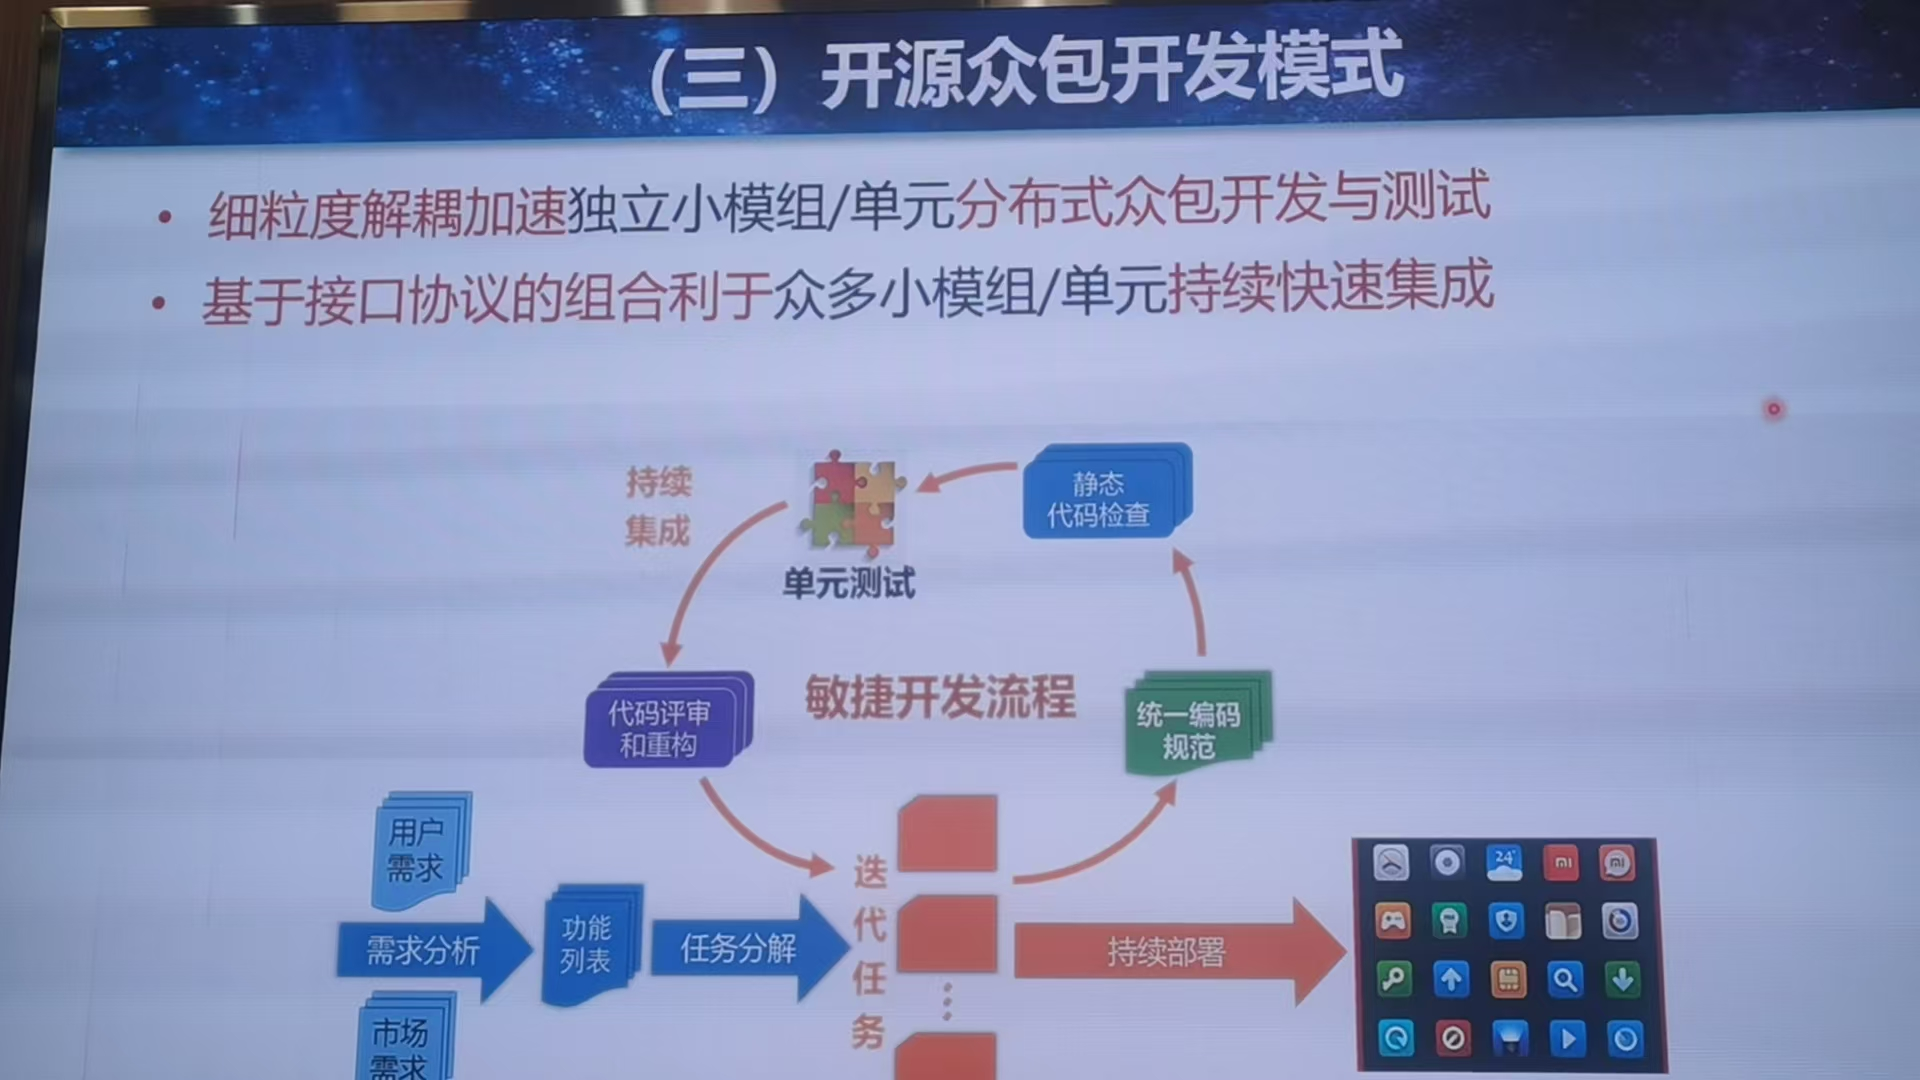 （三）开源众包开发模式
• 细粒度解耦加速独立小模组/单元分布式众包开发与测试
• 基于接口协议的组合利于众多小模组/单元持续快速集成
持续
集成
单元测试
静态
代码检查
代码评审
和重构
敏捷开发流程
统一编码
规范
用户
需求
需求分析
市场
需求
功能
列表
任务分解
迭
代
任
务
持续部署
24°